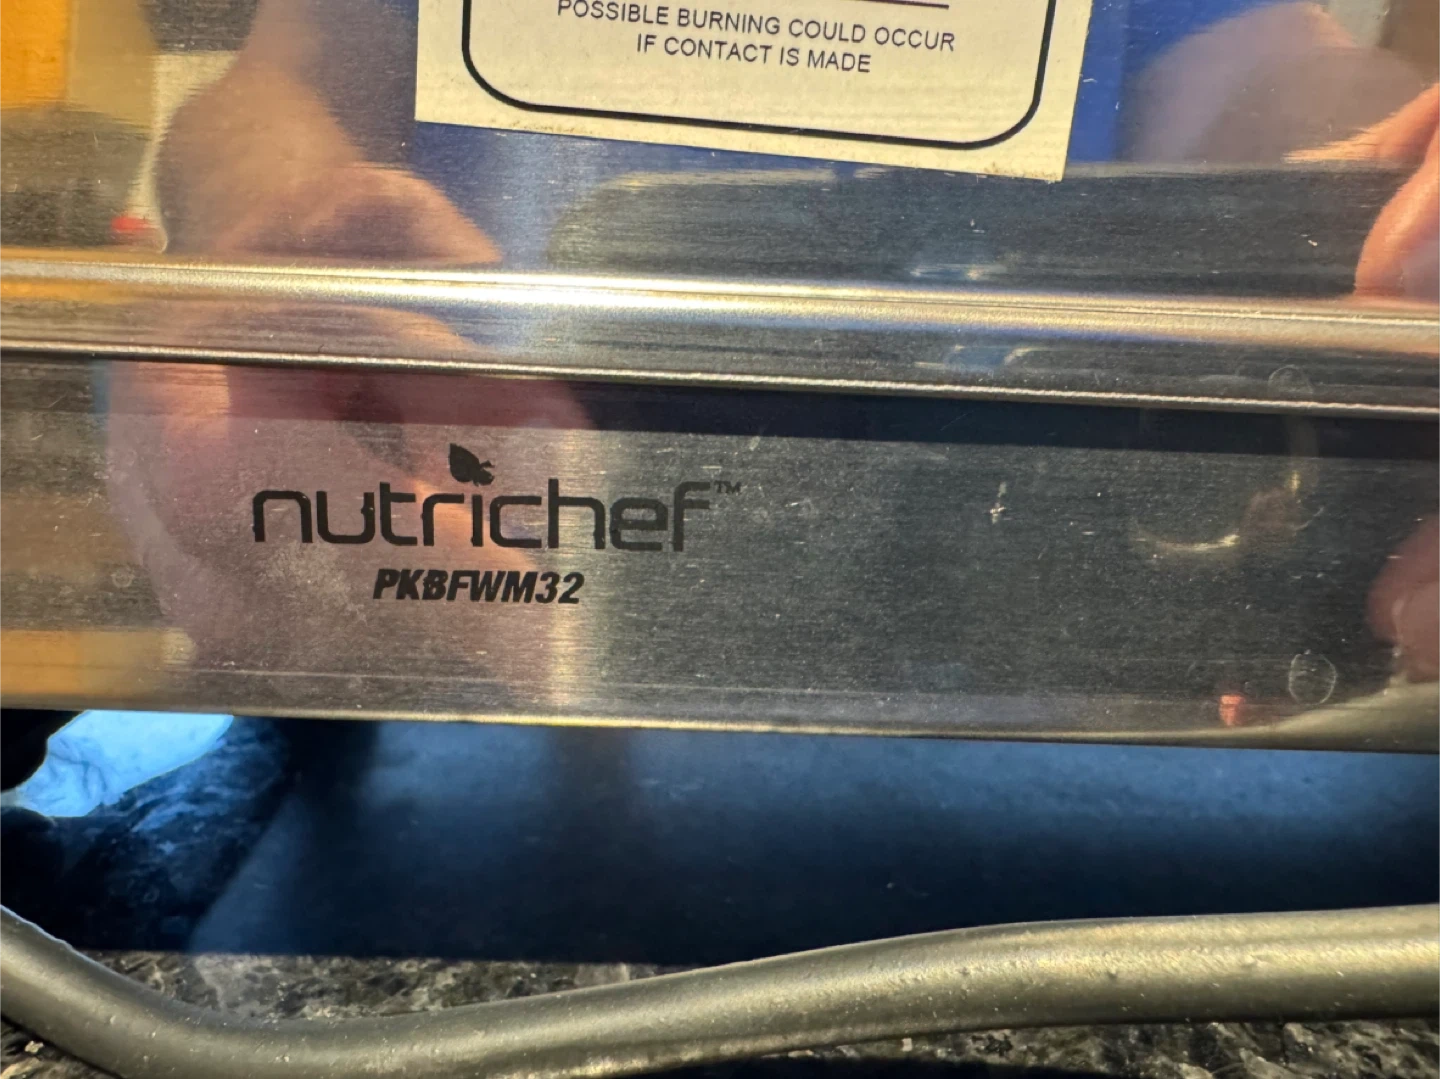 POSSIBLE BURNING COULD OCCUR
IF CONTACT IS MADE
nutrichef™
PKBFWM32